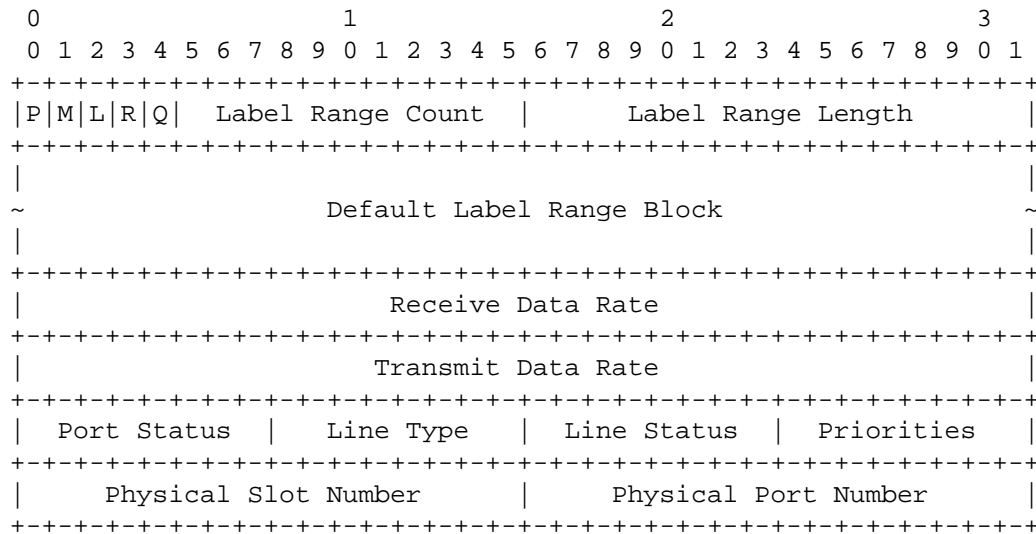 0                   1                   2                   3
 0 1 2 3 4 5 6 7 8 9 0 1 2 3 4 5 6 7 8 9 0 1 2 3 4 5 6 7 8 9 0 1
+-+-+-+-+-+-+-+-+-+-+-+-+-+-+-+-+-+-+-+-+-+-+-+-+-+-+-+-+-+-+-+-+
|P|M|L|R|Q|  Label Range Count  |      Label Range Length       |
+-+-+-+-+-+-+-+-+-+-+-+-+-+-+-+-+-+-+-+-+-+-+-+-+-+-+-+-+-+-+-+-+
|                                                               |
~                   Default Label Range Block                   ~
|                                                               |
+-+-+-+-+-+-+-+-+-+-+-+-+-+-+-+-+-+-+-+-+-+-+-+-+-+-+-+-+-+-+-+-+
|                       Receive Data Rate                       |
+-+-+-+-+-+-+-+-+-+-+-+-+-+-+-+-+-+-+-+-+-+-+-+-+-+-+-+-+-+-+-+-+
|                      Transmit Data Rate                       |
+-+-+-+-+-+-+-+-+-+-+-+-+-+-+-+-+-+-+-+-+-+-+-+-+-+-+-+-+-+-+-+-+
|  Port Status  |   Line Type   |  Line Status  |  Priorities   |
+-+-+-+-+-+-+-+-+-+-+-+-+-+-+-+-+-+-+-+-+-+-+-+-+-+-+-+-+-+-+-+-+
|     Physical Slot Number      |     Physical Port Number      |
+-+-+-+-+-+-+-+-+-+-+-+-+-+-+-+-+-+-+-+-+-+-+-+-+-+-+-+-+-+-+-+-+